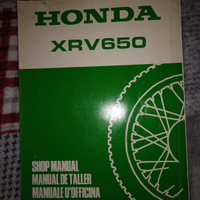 HONDA
XRV650
SHOP MANUAL
MANUAL DE TALLER
MANUALE D'OFFICINA